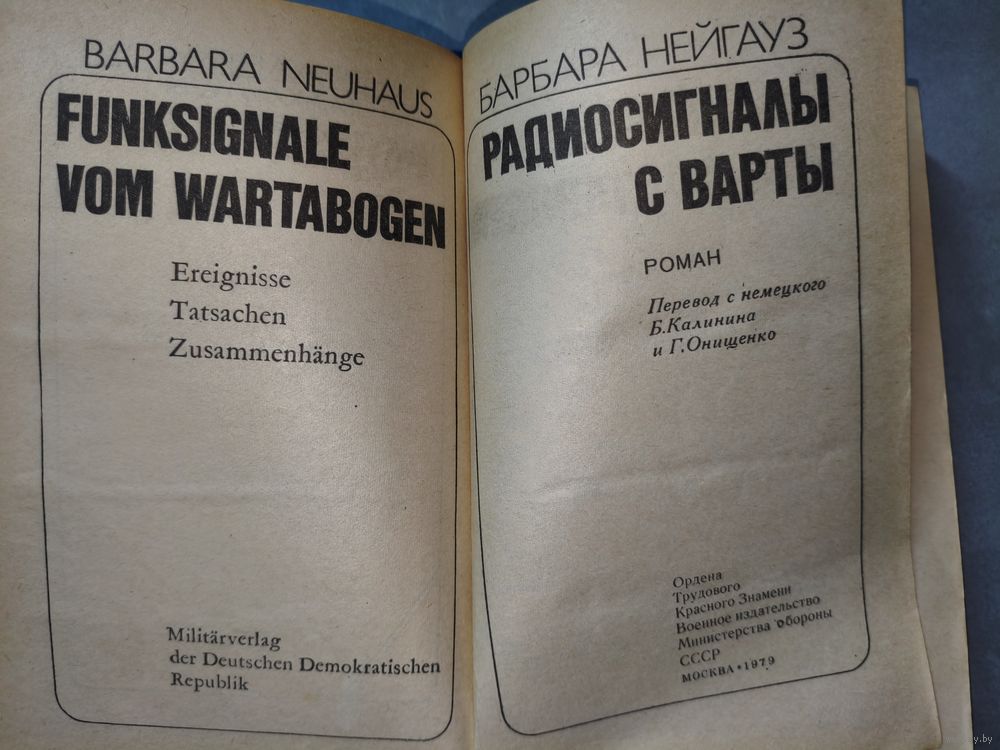 BARBARA NEUHAUS
FUNKSIGNALE
VOM WARTABOGEN
Ereignisse
Tatsachen
Zusammenhänge
Militärverlag
der Deutschen Demokratischen
Republik
БАРБАРА НЕЙГАУЗ
РАДИОСИГНАЛЫ
С ВАРТЫ
РОМАН
Перевод с немецкого
Б.Калинина
и Г.Онищенко
Ордена
Трудового
Красного Знамени
Военное издательство
Министерства обороны
СССР
МОСКВА • 1979